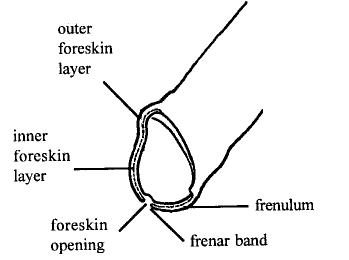 outer
foreskin
layer
inner
foreskin
layer
foreskin
opening
frenar band
frenulum